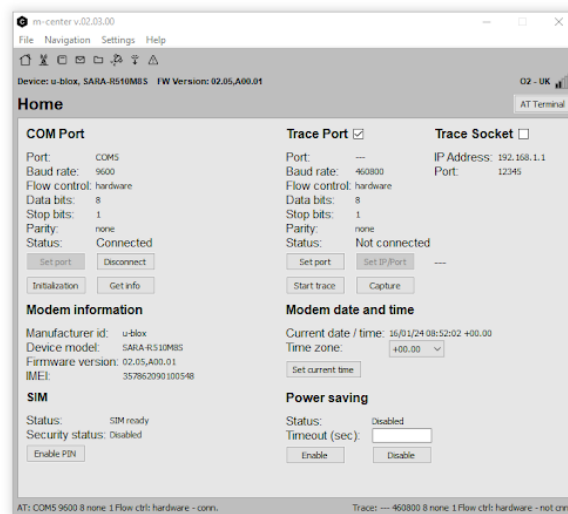 m-center v.02.03.00
File Navigation Settings Help
Device: u-blox, SARA-R510M8S FW Version: 02.05,A00.01 O2 - UK
Home AT Terminal
COM Port
Port: COM5
Baud rate: 9600
Flow control: hardware
Data bits: 8
Stop bits: 1
Parity: none
Status: Connected
Set port Disconnect
Initialization Get info
Trace Port
Port: ---
Baud rate: 460800
Flow control: hardware
Data bits: 8
Stop bits: 1
Parity: none
Status: Not connected
Set port Set IP/Port ---
Start trace Capture
Trace Socket
IP Address: 192.168.1.1
Port: 12345
Modem information
Manufacturer id: u-blox
Device model: SARA-R510M8S
Firmware version: 02.05,A00.01
IMEI: 357862090100548
Modem date and time
Current date / time: 16/01/24 08:52:02 +00.00
Time zone: +00.00
Set current time
SIM
Status: SIM ready
Security status: Disabled
Enable PIN
Power saving
Status: Disabled
Timeout (sec):
Enable Disable
AT: COM5 9600 8 none 1 Flow ctrl: hardware - conn. Trace: --- 460800 8 none 1 Flow ctrl: hardware - not cnn